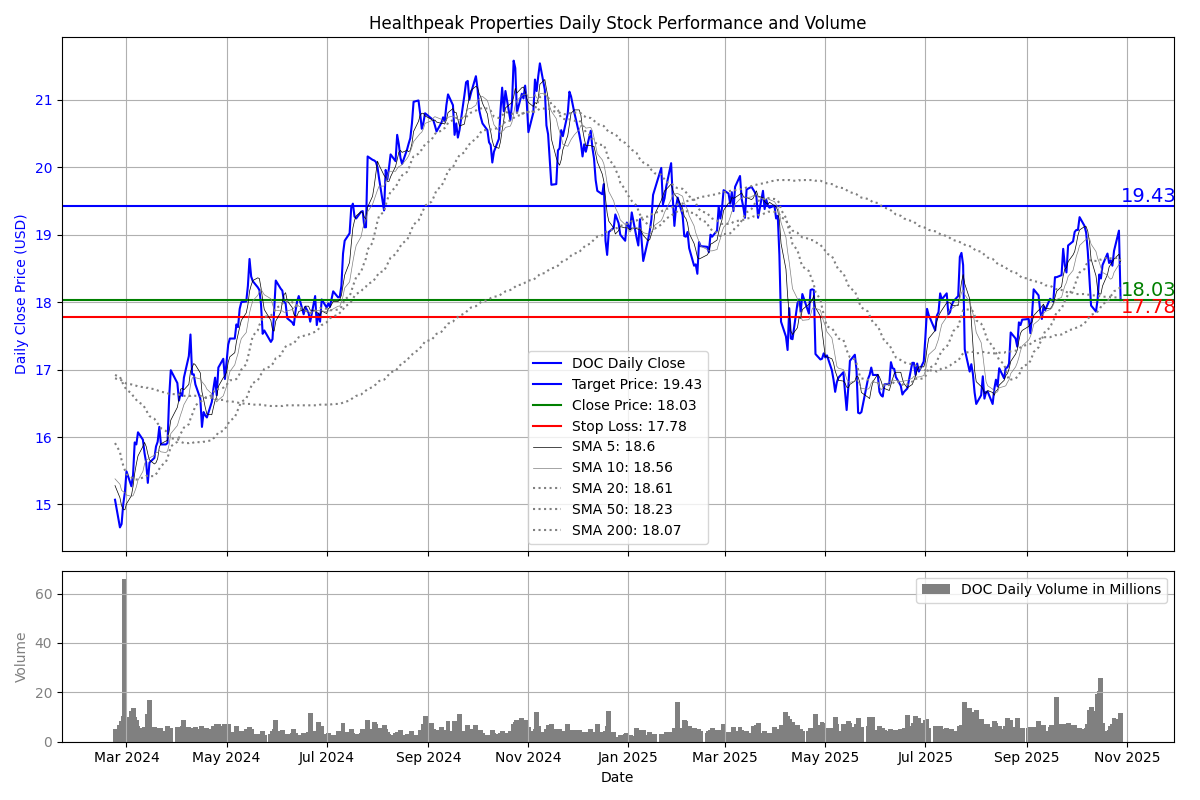 Healthpeak Properties Daily Stock Performance and Volume
Daily Close Price (USD)
21
20
19
18
17
16
15
19.43
18.03
17.78
DOC Daily Close
Target Price: 19.43
Close Price: 18.03
Stop Loss: 17.78
SMA 5: 18.6
SMA 10: 18.56
SMA 20: 18.61
SMA 50: 18.23
SMA 200: 18.07
Volume
60
40
20
0
DOC Daily Volume in Millions
Mar 2024 May 2024 Jul 2024 Sep 2024 Nov 2024 Jan 2025 Mar 2025 May 2025 Jul 2025 Sep 2025 Nov 2025
Date